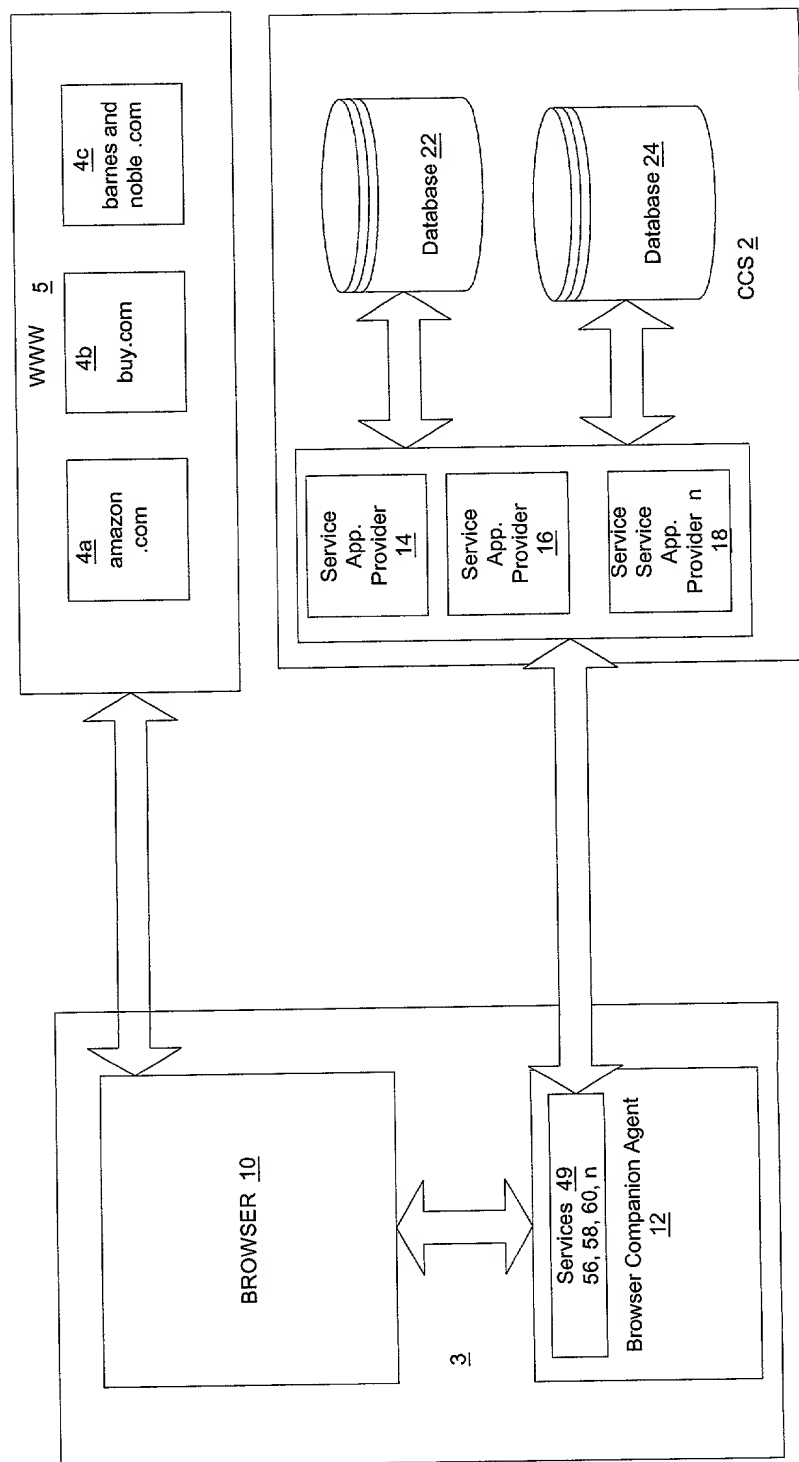 WWW 5
4a
amazon
.com
4b
buy.com
4c
barnes and
noble .com
BROWSER 10
3
Services 49
56, 58, 60, n
Browser Companion Agent
12
Service
App.
Provider
14
Service
App.
Provider
16
Service
Service
App.
Provider n
18
Database 22
Database 24
CCS 2